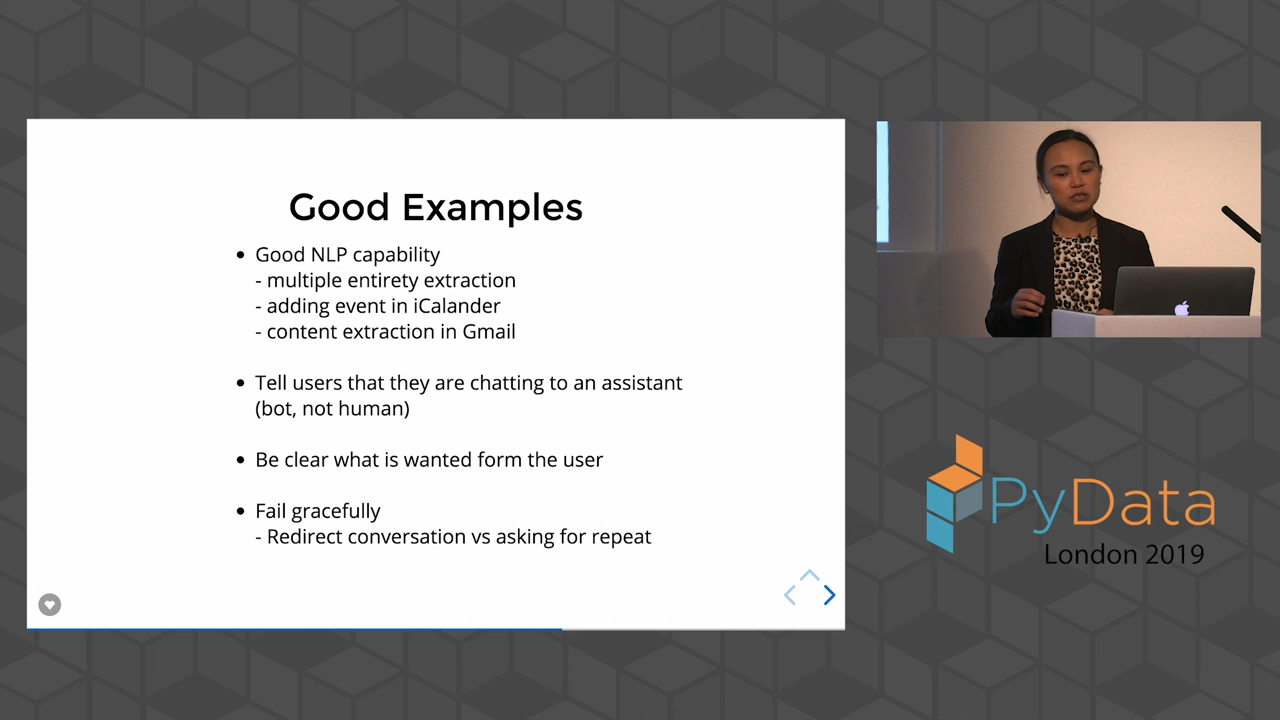 Good Examples
• Good NLP capability
- multiple entirety extraction
- adding event in iCalander
- content extraction in Gmail
• Tell users that they are chatting to an assistant
(bot, not human)
• Be clear what is wanted form the user
• Fail gracefully
- Redirect conversation vs asking for repeat
PyData
London 2019